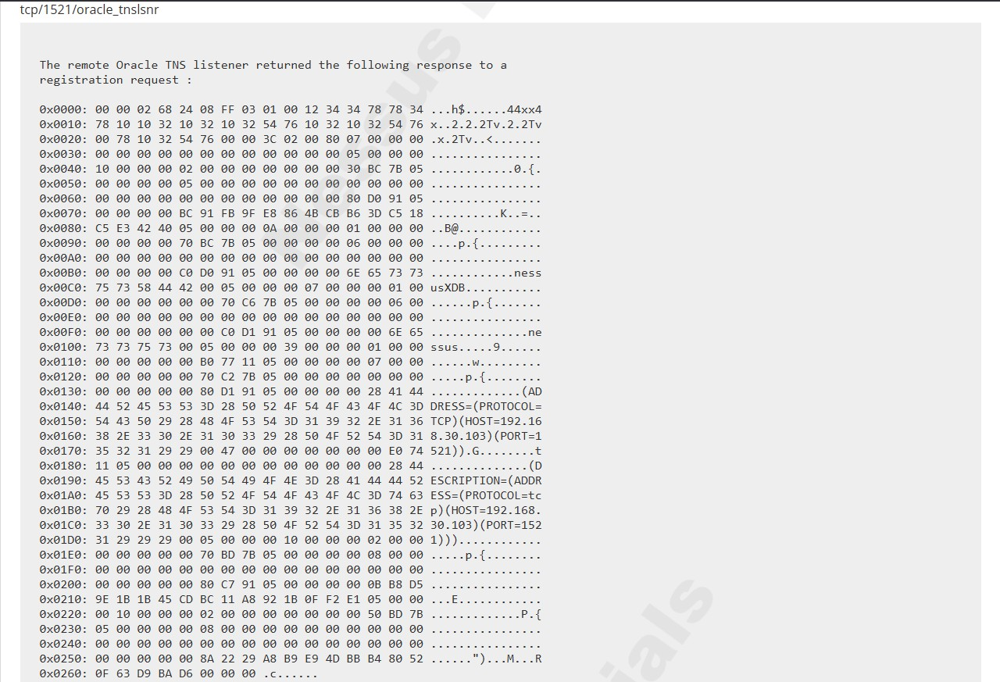 tcp/1521/oracle_tnslsnr
The remote Oracle TNS listener returned the following response to a
registration request :
0x0000: 00 00 02 68 24 08 FF 03 01 00 12 34 34 78 78 34 ...h$......44xx4
0x0010: 78 10 10 32 10 32 10 32 54 76 10 32 10 32 54 76 x..2.2.2Tv.2.2Tv
0x0020: 00 78 10 32 54 76 00 00 3C 02 00 80 07 00 00 00 .x.2Tv..<.......
0x0030: 00 00 00 00 00 00 00 00 00 00 00 00 05 00 00 00 ................
0x0040: 10 00 00 00 02 00 00 00 00 00 00 00 30 BC 7B 05 ............0.{.
0x0050: 00 00 00 00 05 00 00 00 00 00 00 00 00 00 00 00 ................
0x0060: 00 00 00 00 00 00 00 00 00 00 00 00 80 D0 91 05 ................
0x0070: 00 00 00 00 BC 91 FB 9F E8 86 4B CB B6 3D C5 18 ..........K..=..
0x0080: C5 E3 42 40 05 00 00 00 0A 00 00 00 01 00 00 00 ..B@............
0x0090: 00 00 00 00 70 BC 7B 05 00 00 00 00 06 00 00 00 ....p.{.........
0x00A0: 00 00 00 00 00 00 00 00 00 00 00 00 00 00 00 00 ................
0x00B0: 00 00 00 00 C0 D0 91 05 00 00 00 00 6E 65 73 73 ............ness
0x00C0: 75 73 58 44 42 00 05 00 00 00 07 00 00 00 01 00 usXDB...........
0x00D0: 00 00 00 00 00 00 70 C6 7B 05 00 00 00 00 06 00 ......p.{.......
0x00E0: 00 00 00 00 00 00 00 00 00 00 00 00 00 00 00 00 ................
0x00F0: 00 00 00 00 00 00 C0 D1 91 05 00 00 00 00 6E 65 ..............ne
0x0100: 73 73 75 73 00 05 00 00 00 39 00 00 00 01 00 00 ssus.....9......
0x0110: 00 00 00 00 00 B0 77 11 05 00 00 00 00 07 00 00 ......w.........
0x0120: 00 00 00 00 00 70 C2 7B 05 00 00 00 00 00 00 00 .....p.{........
0x0130: 00 00 00 00 00 80 D1 91 05 00 00 00 00 28 41 44 .............(AD
0x0140: 44 52 45 53 53 3D 28 50 52 4F 54 4F 43 4F 4C 3D DRESS=(PROTOCOL=
0x0150: 54 43 50 29 28 48 4F 53 54 3D 31 39 32 2E 31 36 TCP)(HOST=192.16
0x0160: 38 2E 33 30 2E 31 30 33 29 28 50 4F 52 54 3D 31 8.30.103)(PORT=1
0x0170: 35 32 31 29 29 00 47 00 00 00 00 00 00 00 E0 74 521)).G........t
0x0180: 11 05 00 00 00 00 00 00 00 00 00 00 00 00 28 44 ..............(D
0x0190: 45 53 43 52 49 50 54 49 4F 4E 3D 28 41 44 44 52 ESCRIPTION=(ADDR
0x01A0: 45 53 53 3D 28 50 52 4F 54 4F 43 4F 4C 3D 74 63 ESS=(PROTOCOL=tc
0x01B0: 70 29 28 48 4F 53 54 3D 31 39 32 2E 31 36 38 2E p)(HOST=192.168.
0x01C0: 33 30 2E 31 30 33 29 28 50 4F 52 54 3D 31 35 32 30.103)(PORT=152
0x01D0: 31 29 29 29 00 05 00 00 00 10 00 00 00 02 00 00 1)))............
0x01E0: 00 00 00 00 00 70 BD 7B 05 00 00 00 00 08 00 00 .....p.{........
0x01F0: 00 00 00 00 00 00 00 00 00 00 00 00 00 00 00 00 ................
0x0200: 00 00 00 00 00 80 C7 91 05 00 00 00 00 0B B8 D5 ................
0x0210: 9E 1B 1B 45 CD BC 11 A8 92 1B 0F F2 E1 05 00 00 ...E............
0x0220: 00 10 00 00 00 02 00 00 00 00 00 00 00 50 BD 7B .............P.{
0x0230: 05 00 00 00 00 08 00 00 00 00 00 00 00 00 00 00 ................
0x0240: 00 00 00 00 00 00 00 00 00 00 00 00 00 00 00 00 ................
0x0250: 00 00 00 00 00 8A 22 29 A8 B9 E9 4D BB B4 80 52 ......")...M...R
0x0260: 0F 63 D9 BA D6 00 00 00 .c......
Nessus